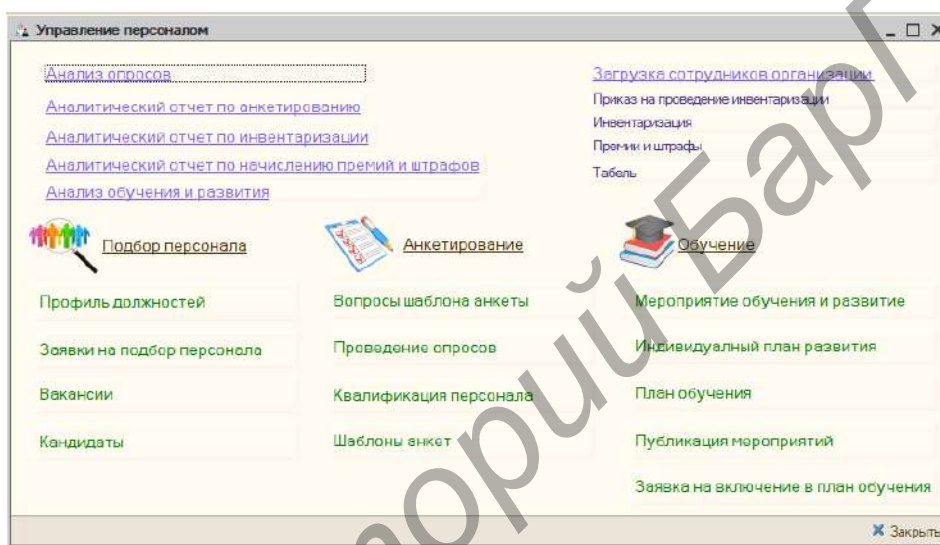 Управление персоналом
Анализ опросов
Аналитический отчет по анкетированию
Аналитический отчет по инвентаризации
Аналитический отчет по начислению премий и штрафов
Анализ обучения и развития
Загрузка сотрудников организации
Приказ на проведение инвентаризации
Инвентаризация
Премии и штрафы
Табель
Подбор персонала
Профиль должностей
Заявки на подбор персонала
Вакансии
Кандидаты
Анкетирование
Вопросы шаблона анкеты
Проведение опросов
Квалификация персонала
Шаблоны анкет
Обучение
Мероприятие обучения и развитие
Индивидуалный план развития
План обучения
Публикация мероприятий
Заявка на включение в план обучения
Закрыть